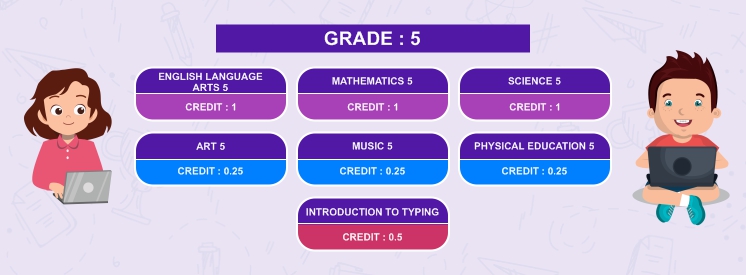 GRADE : 5
ENGLISH LANGUAGE
ARTS 5
CREDIT : 1
MATHEMATICS 5
CREDIT : 1
SCIENCE 5
CREDIT : 1
ART 5
CREDIT : 0.25
MUSIC 5
CREDIT : 0.25
PHYSICAL EDUCATION 5
CREDIT : 0.25
INTRODUCTION TO TYPING
CREDIT : 0.5